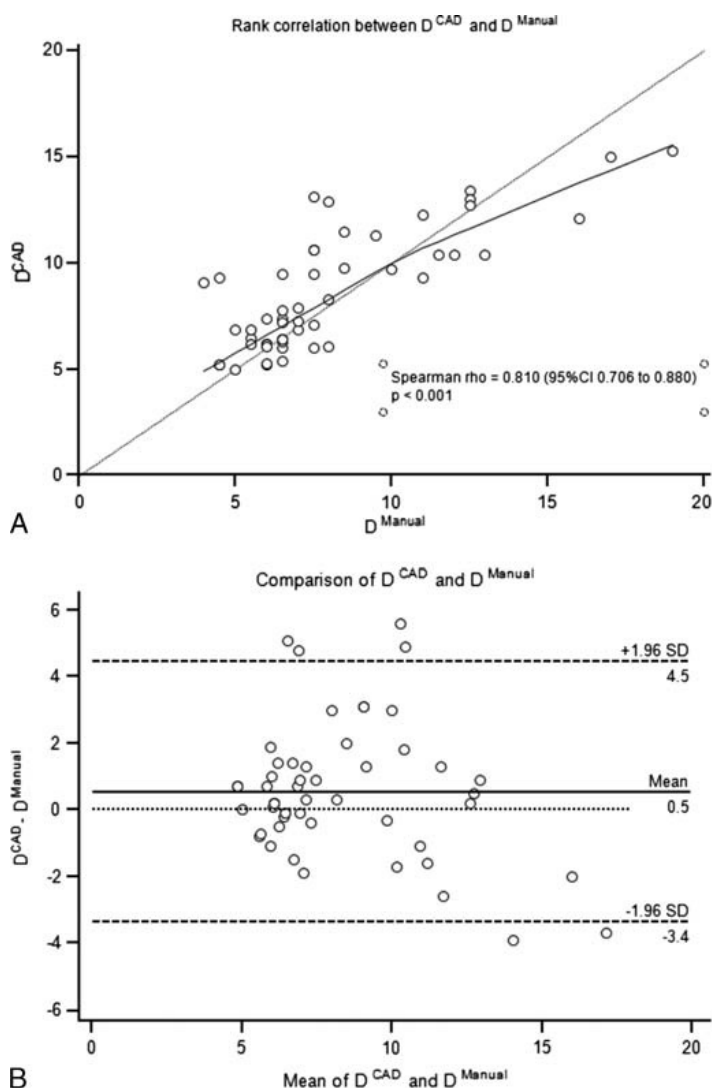 Rank correlation between D CAD and D Manual
20
15
10
5
0
D CAD
Spearman rho = 0.810 (95%CI 0.706 to 0.880)
p < 0.001
0 5 10 15 20
D Manual
A
Comparison of D CAD and D Manual
6
4
2
0
-2
-4
-6
D CAD - D Manual
+1.96 SD
4.5
Mean
0.5
-1.96 SD
-3.4
0 5 10 15 20
Mean of D CAD and D Manual
B